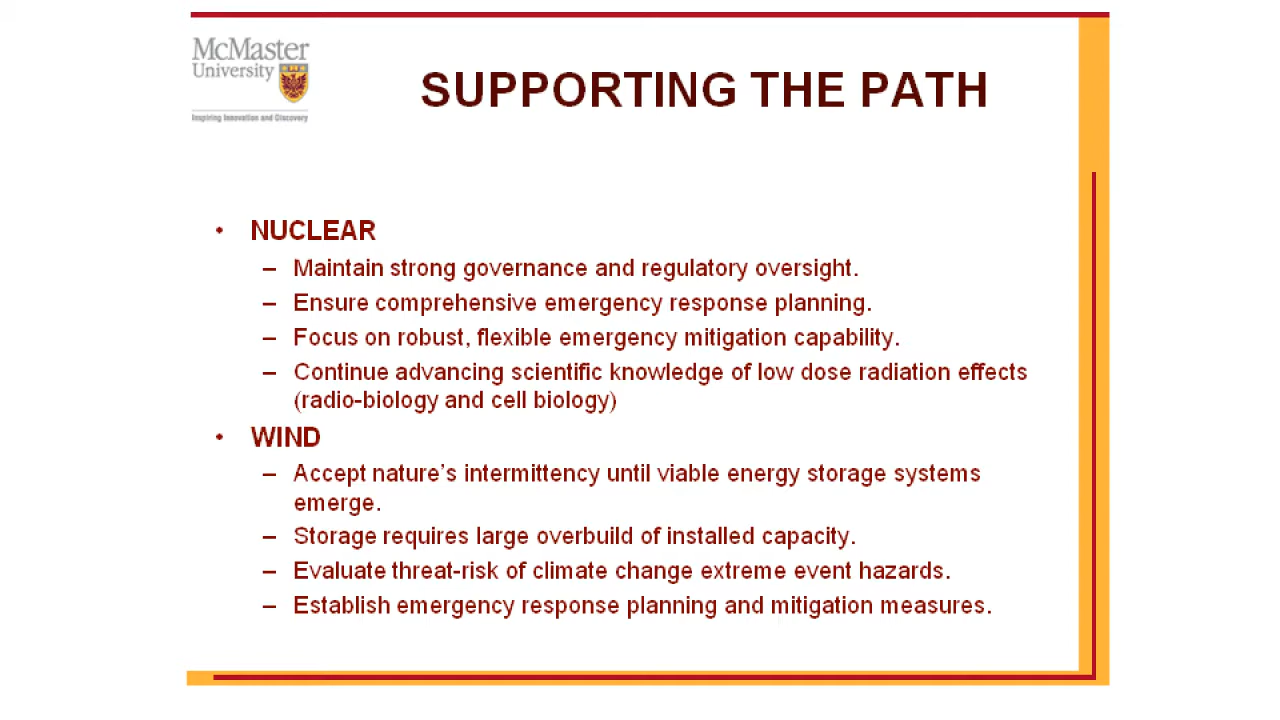 McMaster
University
Inspiring Innovation and Discovery
SUPPORTING THE PATH
• NUCLEAR
– Maintain strong governance and regulatory oversight.
– Ensure comprehensive emergency response planning.
– Focus on robust, flexible emergency mitigation capability.
– Continue advancing scientific knowledge of low dose radiation effects
(radio-biology and cell biology)
• WIND
– Accept nature’s intermittency until viable energy storage systems
emerge.
– Storage requires large overbuild of installed capacity.
– Evaluate threat-risk of climate change extreme event hazards.
– Establish emergency response planning and mitigation measures.